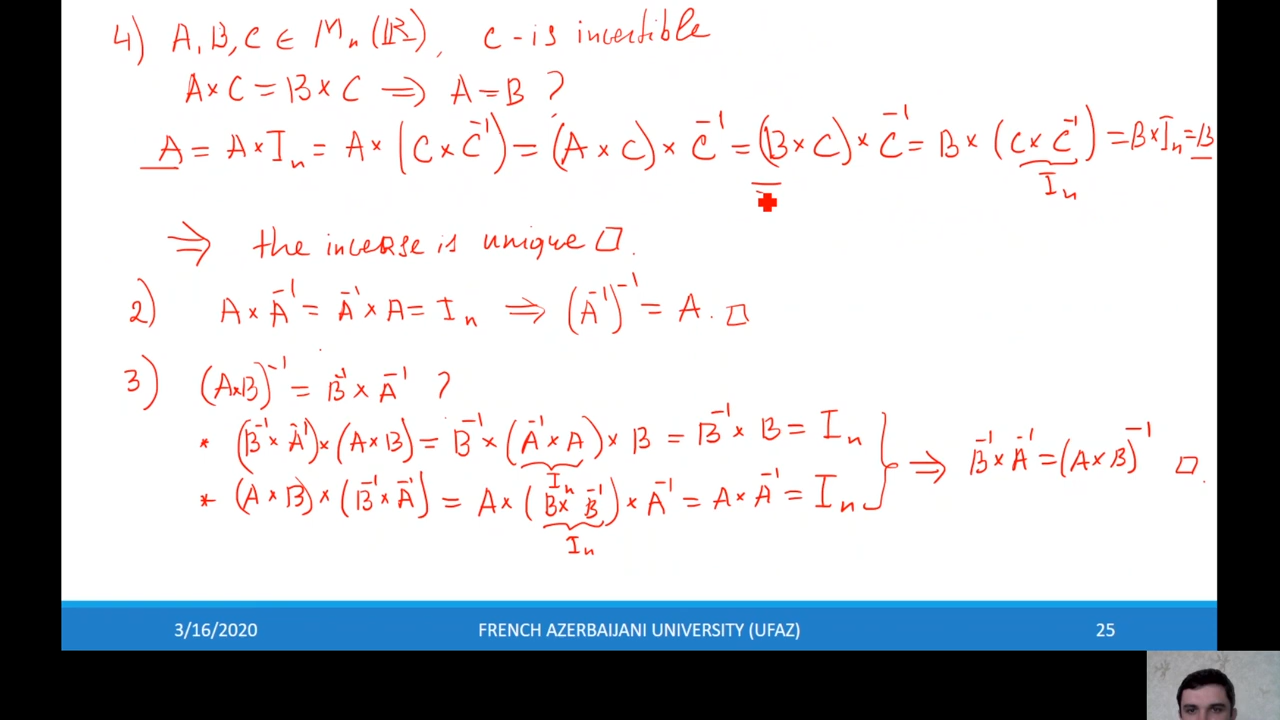 4) A, B, C ∈ Mₙ(ℝ), C - is invertible
A × C = B × C ⟹ A = B ?
A = A × Iₙ = A × (C × C⁻¹) = (A × C) × C⁻¹ = (B × C) × C⁻¹ = B × (C × C⁻¹) = B × Iₙ = B
Iₙ
⟹ the inverse is unique □.
2) A × A⁻¹ = A⁻¹ × A = Iₙ ⟹ (A⁻¹)⁻¹ = A. □
3) (A×B)⁻¹ = B⁻¹ × A⁻¹ ?
* (B⁻¹ × A⁻¹) × (A × B) = B⁻¹ × (A⁻¹ × A) × B = B⁻¹ × B = Iₙ
Iₙ
* (A × B) × (B⁻¹ × A⁻¹) = A × (B × B⁻¹) × A⁻¹ = A × A⁻¹ = Iₙ
Iₙ
⟹ B⁻¹ × A⁻¹ = (A × B)⁻¹ □.
3/16/2020 FRENCH AZERBAIJANI UNIVERSITY (UFAZ) 25